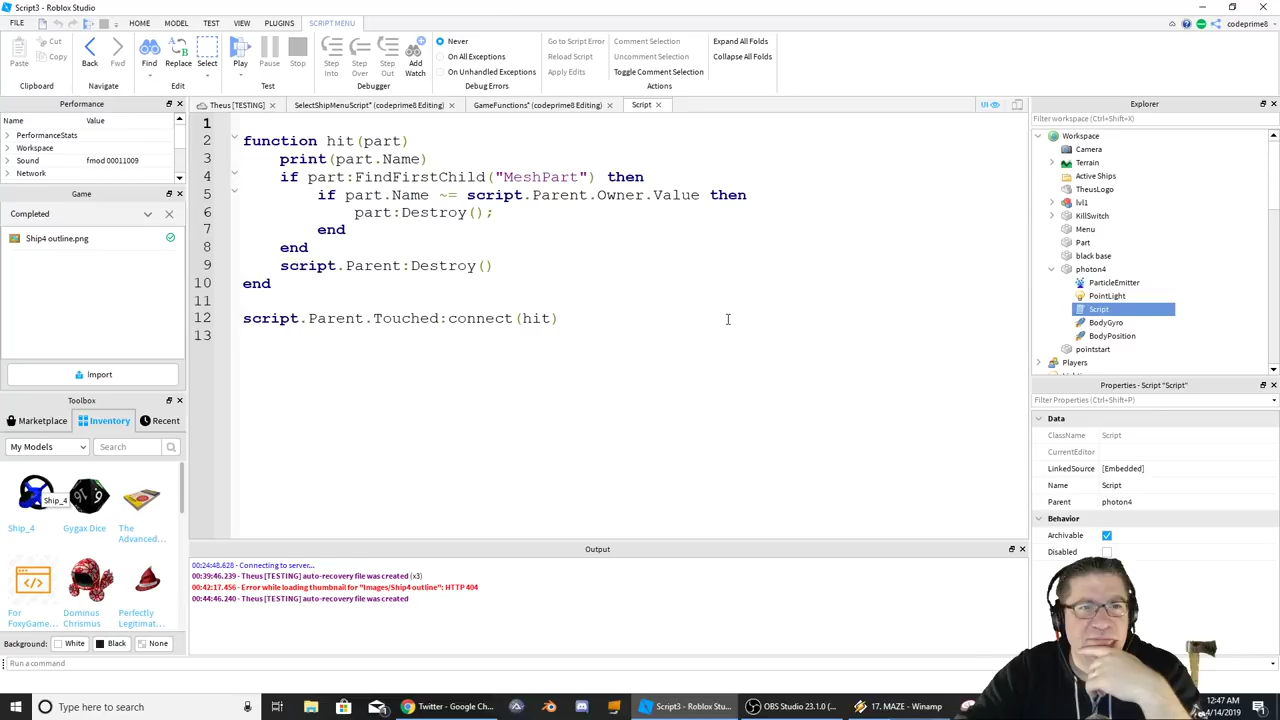 Script3 - Roblox Studio
FILE HOME MODEL TEST VIEW PLUGINS SCRIPT MENU codeprime8
Paste Cut Copy Back Fwd Find Replace Select Play Pause Stop Step Into Step Over Step Out Add Watch
Never
On All Exceptions
On Unhandled Exceptions
Go to Script Error
Reload Script
Apply Edits
Comment Selection
Uncomment Selection
Toggle Comment Selection
Expand All Folds
Collapse All Folds
Clipboard Navigate Edit Test Debugger Debug Errors Actions
Performance
Name Value
PerformanceStats
Workspace
Sound fmod 00011009
Network
Game
Completed
Ship4 outline.png
Import
Toolbox
Marketplace Inventory Recent
My Models Search
Ship_4
Ship_4 Gygax Dice The Advanced...
For FoxyGame... Dominus Chrismus Perfectly Legitimat...
Background: White Black None
Theus [TESTING] SelectShipMenuScript* (codeprime8 Editing) GameFunctions* (codeprime8 Editing) Script UI
1
2 function hit(part)
3 print(part.Name)
4 if part:FindFirstChild("MeshPart") then
5 if part.Name ~= script.Parent.Owner.Value then
6 part:Destroy();
7 end
8 end
9 script.Parent:Destroy()
10 end
11
12 script.Parent.Touched:connect(hit)
13
Output
00:24:48.628 - Connecting to server...
00:39:46.239 - Theus [TESTING] auto-recovery file was created (x3)
00:42:17.456 - Error while loading thumbnail for "Images/Ship4 outline": HTTP 404
00:44:46.240 - Theus [TESTING] auto-recovery file was created
Explorer
Filter workspace (Ctrl+Shift+X)
Workspace
Camera
Terrain
Active Ships
TheusLogo
lvl1
KillSwitch
Menu
Part
black base
photon4
ParticleEmitter
PointLight
Script
BodyGyro
BodyPosition
pointstart
Players
Properties - Script "Script"
Filter Properties (Ctrl+Shift+P)
Data
ClassName Script
CurrentEditor
LinkedSource [Embedded]
Name Script
Parent photon4
Behavior
Archivable
Disabled
Run a command
Type here to search
Twitter - Google Ch...
Script3 - Roblox Stu...
OBS Studio 23.1.0 (...
17. MAZE - Winamp
12:47 AM
4/14/2019